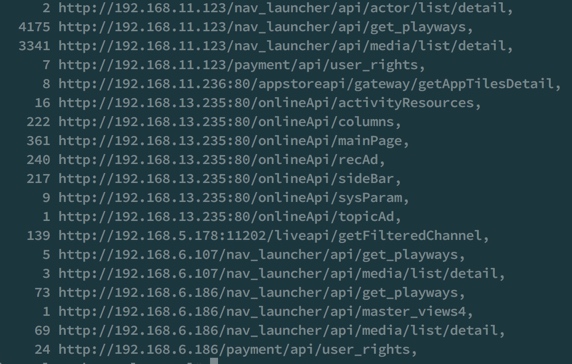 2 http://192.168.11.123/nav_launcher/api/actor/list/detail,
4175 http://192.168.11.123/nav_launcher/api/get_playways,
3341 http://192.168.11.123/nav_launcher/api/media/list/detail,
7 http://192.168.11.123/payment/api/user_rights,
8 http://192.168.11.236:80/appstoreapi/gateway/getAppTilesDetail,
16 http://192.168.13.235:80/onlineApi/activityResources,
222 http://192.168.13.235:80/onlineApi/columns,
361 http://192.168.13.235:80/onlineApi/mainPage,
240 http://192.168.13.235:80/onlineApi/recAd,
217 http://192.168.13.235:80/onlineApi/sideBar,
9 http://192.168.13.235:80/onlineApi/sysParam,
1 http://192.168.13.235:80/onlineApi/topicAd,
139 http://192.168.5.178:11202/liveapi/getFilteredChannel,
5 http://192.168.6.107/nav_launcher/api/get_playways,
3 http://192.168.6.107/nav_launcher/api/media/list/detail,
73 http://192.168.6.186/nav_launcher/api/get_playways,
1 http://192.168.6.186/nav_launcher/api/master_views4,
69 http://192.168.6.186/nav_launcher/api/media/list/detail,
24 http://192.168.6.186/payment/api/user_rights,